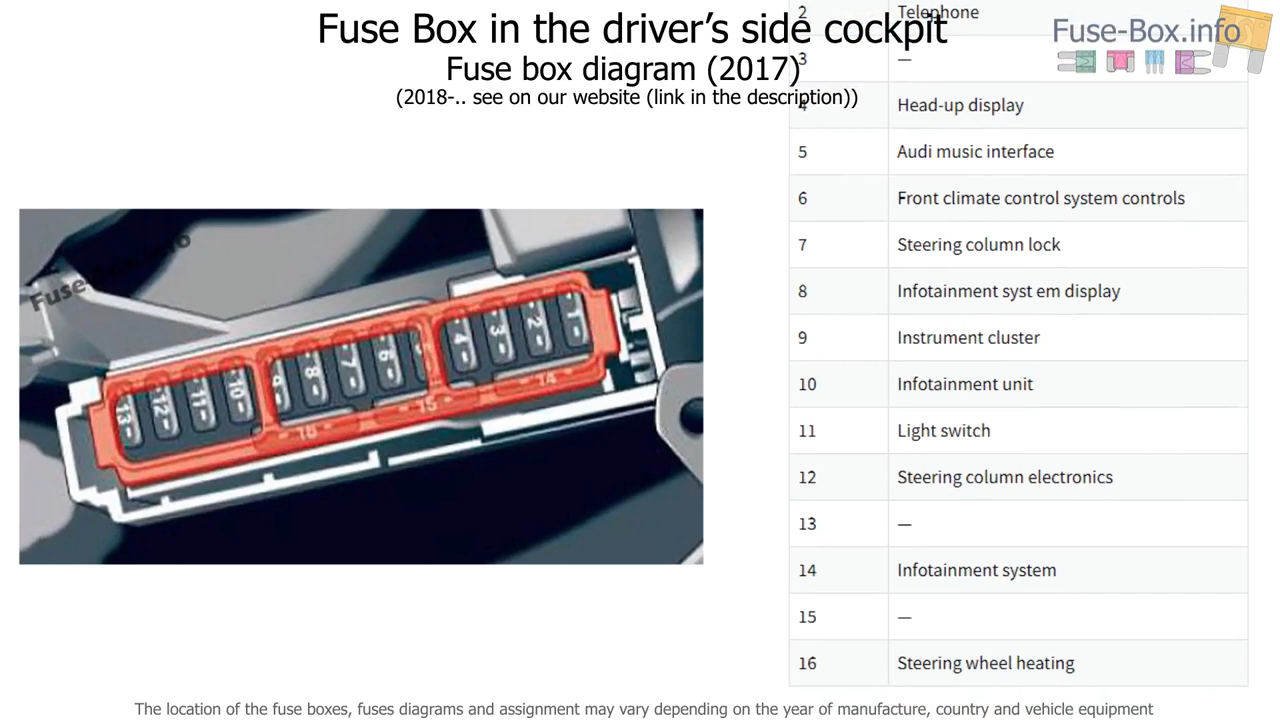 Fuse Box in the driver's side cockpit
Fuse box diagram (2017)
(2018-.. see on our website (link in the description))
Fuse-Box.info
2 Telephone
3 —
4 Head-up display
5 Audi music interface
6 Front climate control system controls
7 Steering column lock
8 Infotainment syst em display
9 Instrument cluster
10 Infotainment unit
11 Light switch
12 Steering column electronics
13 —
14 Infotainment system
15 —
16 Steering wheel heating
13 12 11 10 9 8 7 6 4 3 2 1
16 15 14
The location of the fuse boxes, fuses diagrams and assignment may vary depending on the year of manufacture, country and vehicle equipment